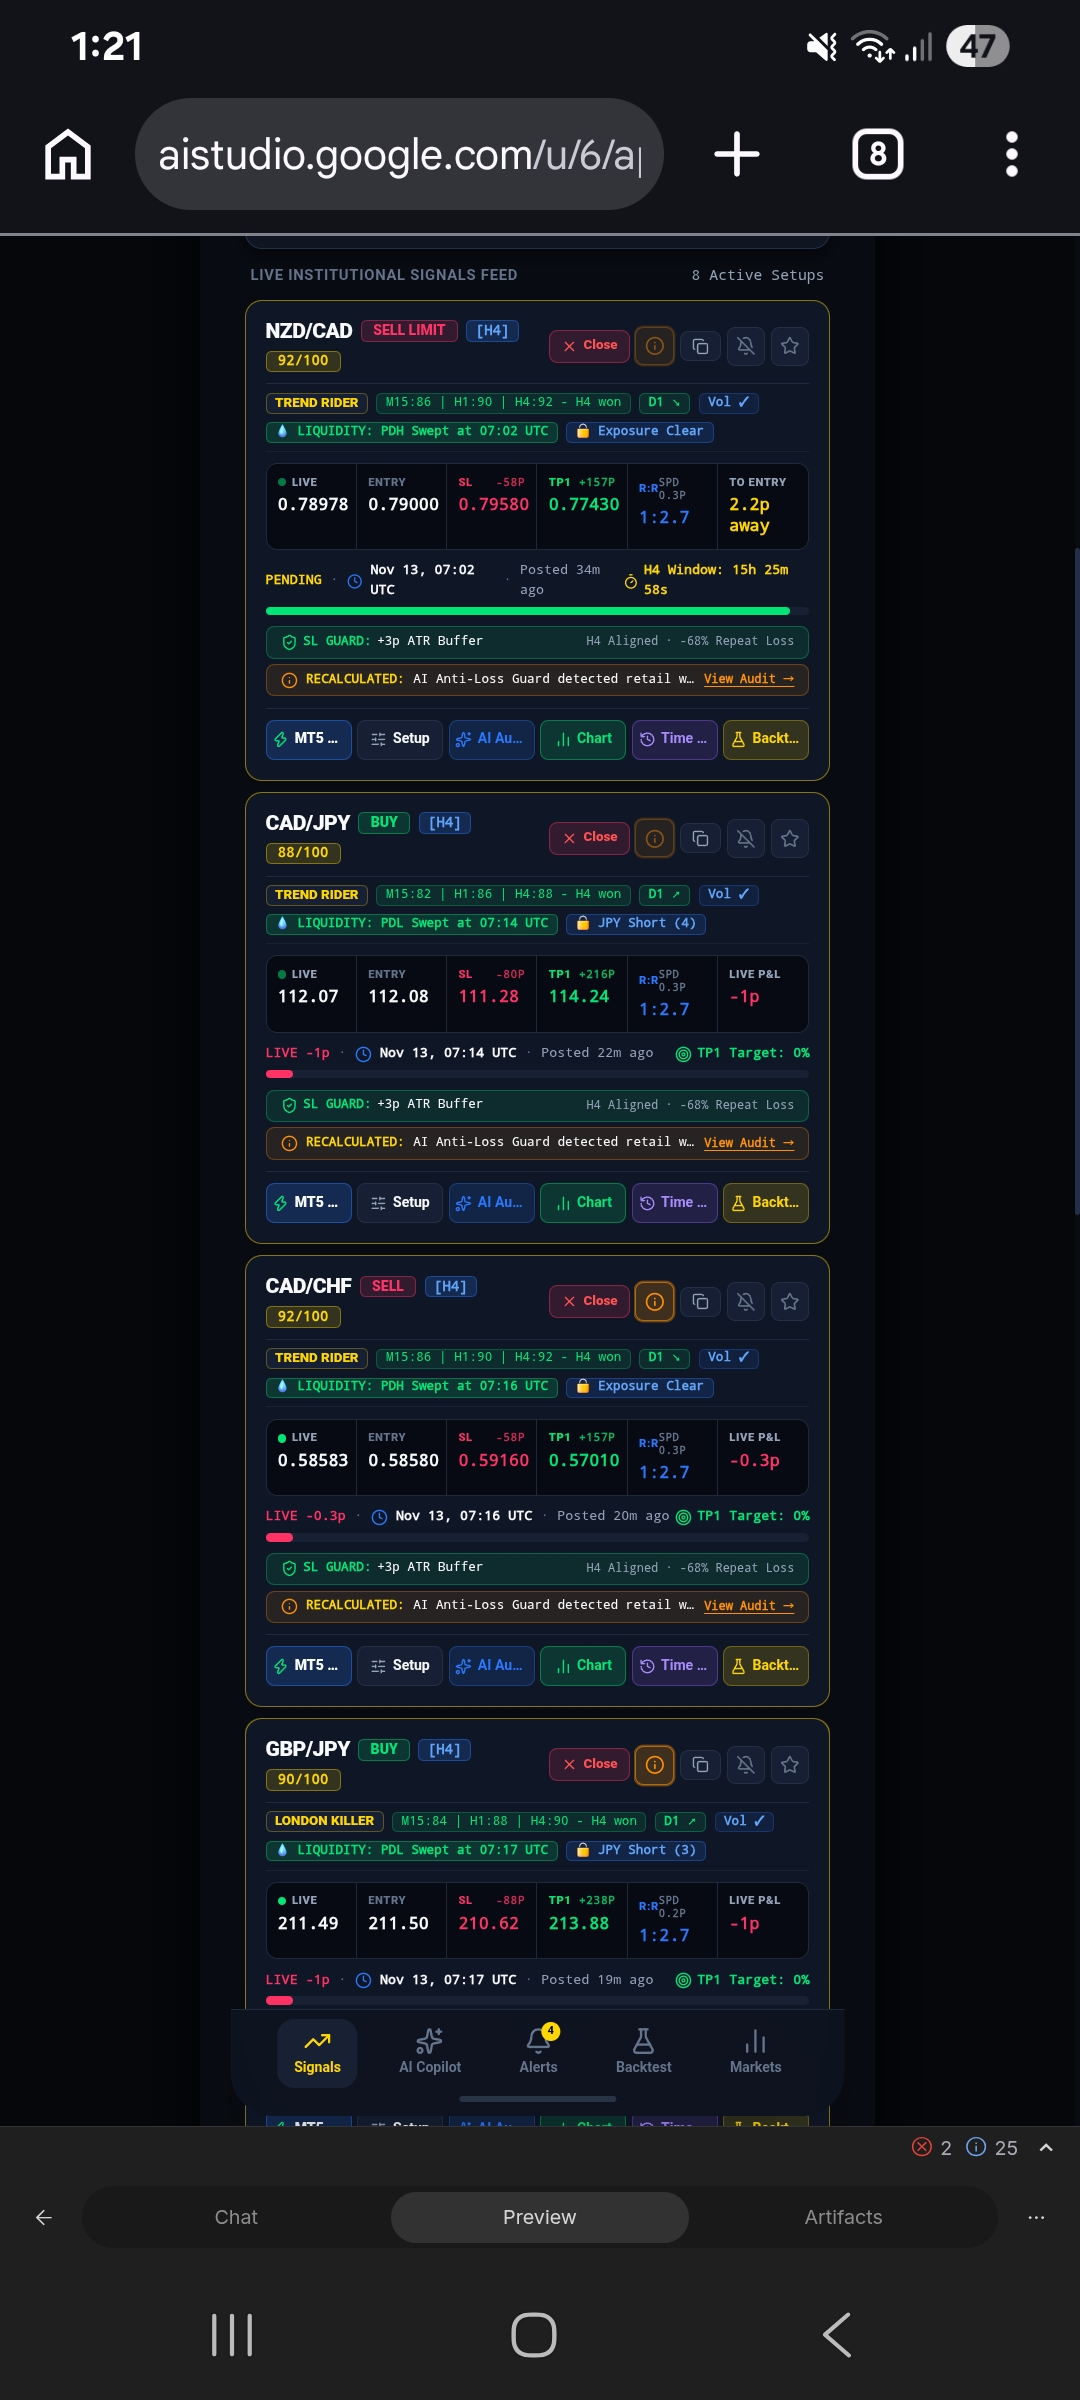 1:21
47
aistudio.google.com/u/6/a
8
LIVE INSTITUTIONAL SIGNALS FEED 8 Active Setups
NZD/CAD SELL LIMIT [H4] Close
92/100
TREND RIDER M15:86 | H1:90 | H4:92 - H4 won D1 ↘ Vol ✓
💧 LIQUIDITY: PDH Swept at 07:02 UTC 🔒 Exposure Clear
LIVE ENTRY SL -58P TP1 +157P R:R SPD 0.3P TO ENTRY
0.78978 0.79000 0.79580 0.77430 1:2.7 2.2p away
PENDING · Nov 13, 07:02 UTC · Posted 34m ago H4 Window: 15h 25m 58s
SL GUARD: +3p ATR Buffer H4 Aligned · -68% Repeat Loss
RECALCULATED: AI Anti-Loss Guard detected retail w… View Audit →
MT5 … Setup AI Au… Chart Time … Backt…
CAD/JPY BUY [H4] Close
88/100
TREND RIDER M15:82 | H1:86 | H4:88 - H4 won D1 ↗ Vol ✓
💧 LIQUIDITY: PDL Swept at 07:14 UTC 🔒 JPY Short (4)
LIVE ENTRY SL -80P TP1 +216P R:R SPD 0.3P LIVE P&L
112.07 112.08 111.28 114.24 1:2.7 -1p
LIVE -1p · Nov 13, 07:14 UTC · Posted 22m ago TP1 Target: 0%
SL GUARD: +3p ATR Buffer H4 Aligned · -68% Repeat Loss
RECALCULATED: AI Anti-Loss Guard detected retail w… View Audit →
MT5 … Setup AI Au… Chart Time … Backt…
CAD/CHF SELL [H4] Close
92/100
TREND RIDER M15:86 | H1:90 | H4:92 - H4 won D1 ↘ Vol ✓
💧 LIQUIDITY: PDH Swept at 07:16 UTC 🔒 Exposure Clear
LIVE ENTRY SL -58P TP1 +157P R:R SPD 0.3P LIVE P&L
0.58583 0.58580 0.59160 0.57010 1:2.7 -0.3p
LIVE -0.3p · Nov 13, 07:16 UTC · Posted 20m ago TP1 Target: 0%
SL GUARD: +3p ATR Buffer H4 Aligned · -68% Repeat Loss
RECALCULATED: AI Anti-Loss Guard detected retail w… View Audit →
MT5 … Setup AI Au… Chart Time … Backt…
GBP/JPY BUY [H4] Close
90/100
LONDON KILLER M15:84 | H1:88 | H4:90 - H4 won D1 ↗ Vol ✓
💧 LIQUIDITY: PDL Swept at 07:17 UTC 🔒 JPY Short (3)
LIVE ENTRY SL -88P TP1 +238P R:R SPD 0.2P LIVE P&L
211.49 211.50 210.62 213.88 1:2.7 -1p
LIVE -1p · Nov 13, 07:17 UTC · Posted 19m ago TP1 Target: 0%
4
Signals AI Copilot Alerts Backtest Markets
2 25
Chat Preview Artifacts